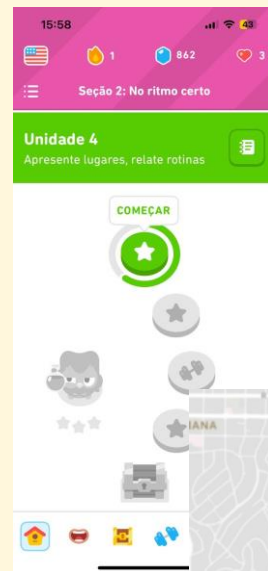 15:58
43
1
862
3
Seção 2: No ritmo certo
Unidade 4
Apresente lugares, relate rotinas
COMEÇAR
IANA